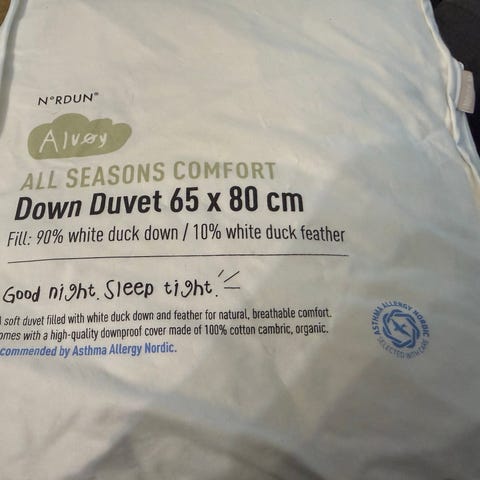 N°RDUN®
Alvøy
ALL SEASONS COMFORT
Down Duvet 65 x 80 cm
Fill: 90% white duck down / 10% white duck feather
Good night. Sleep tight.
soft duvet filled with white duck down and feather for natural, breathable comfort.
omes with a high-quality downproof cover made of 100% cotton cambric, organic.
commended by Asthma Allergy Nordic.
ASTHMA ALLERGY NORDIC
SELECTED WITH CARE